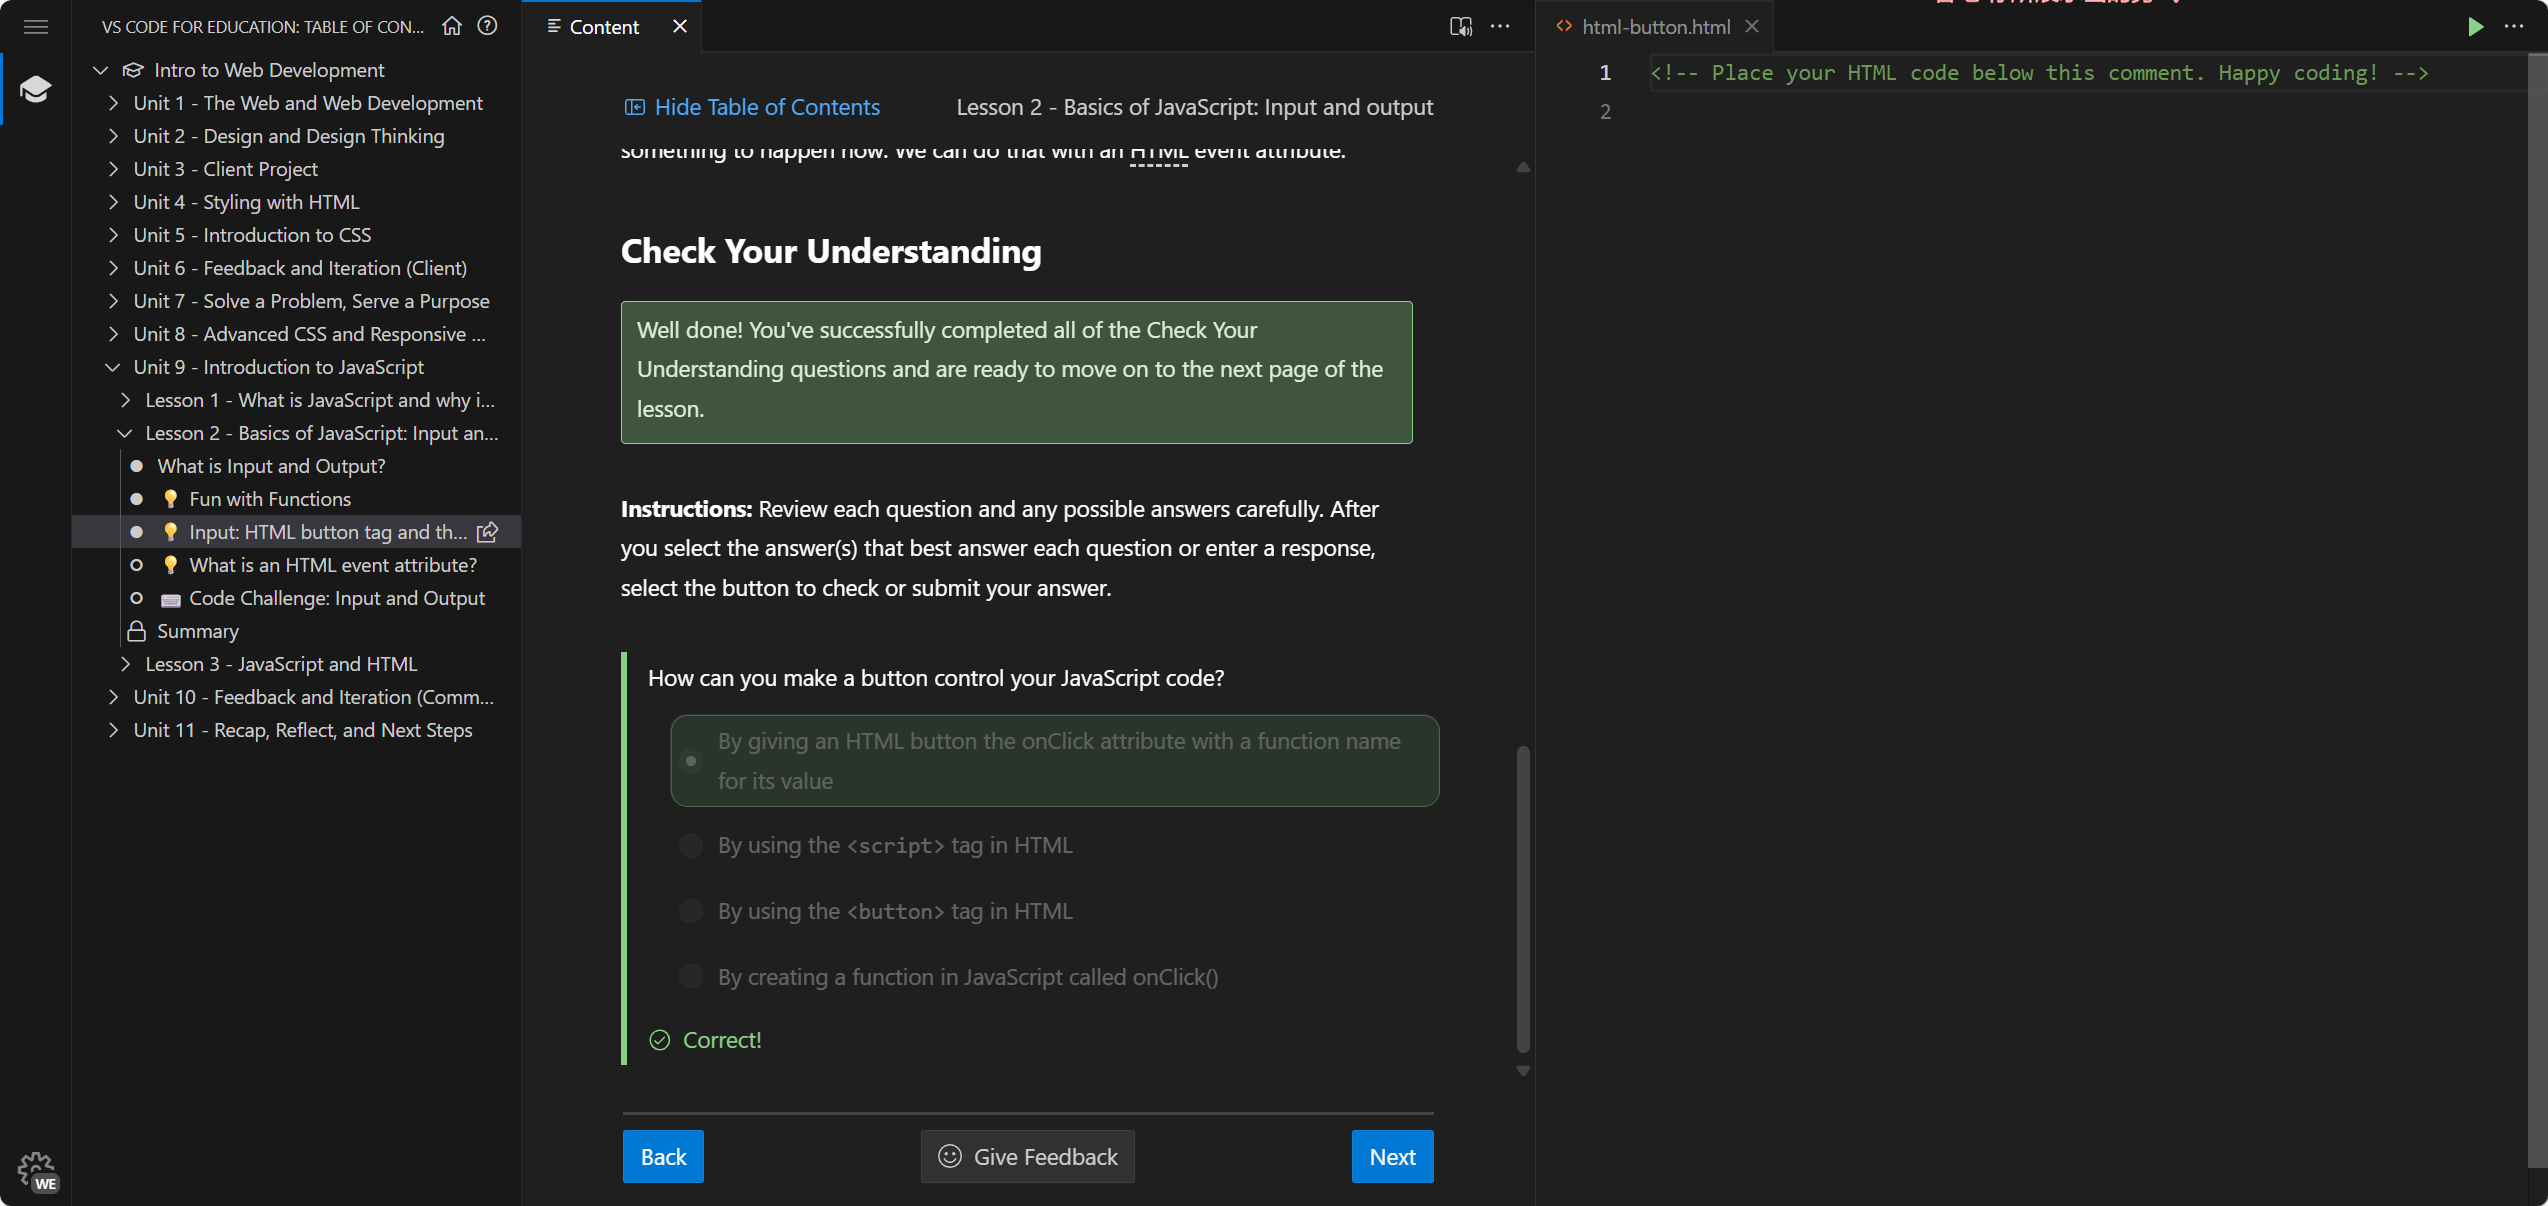 VS CODE FOR EDUCATION: TABLE OF CON...
Intro to Web Development
Unit 1 - The Web and Web Development
Unit 2 - Design and Design Thinking
Unit 3 - Client Project
Unit 4 - Styling with HTML
Unit 5 - Introduction to CSS
Unit 6 - Feedback and Iteration (Client)
Unit 7 - Solve a Problem, Serve a Purpose
Unit 8 - Advanced CSS and Responsive ...
Unit 9 - Introduction to JavaScript
Lesson 1 - What is JavaScript and why i...
Lesson 2 - Basics of JavaScript: Input an...
What is Input and Output?
Fun with Functions
Input: HTML button tag and th...
What is an HTML event attribute?
Code Challenge: Input and Output
Summary
Lesson 3 - JavaScript and HTML
Unit 10 - Feedback and Iteration (Comm...
Unit 11 - Recap, Reflect, and Next Steps
WE
Content
Hide Table of Contents
Lesson 2 - Basics of JavaScript: Input and output
something to happen now. We can do that with an HTML event attribute.
Check Your Understanding
Well done! You've successfully completed all of the Check Your
Understanding questions and are ready to move on to the next page of the
lesson.
Instructions: Review each question and any possible answers carefully. After
you select the answer(s) that best answer each question or enter a response,
select the button to check or submit your answer.
How can you make a button control your JavaScript code?
By giving an HTML button the onClick attribute with a function name
for its value
By using the <script> tag in HTML
By using the <button> tag in HTML
By creating a function in JavaScript called onClick()
Correct!
Back
Give Feedback
Next
html-button.html
1 <!-- Place your HTML code below this comment. Happy coding! -->
2